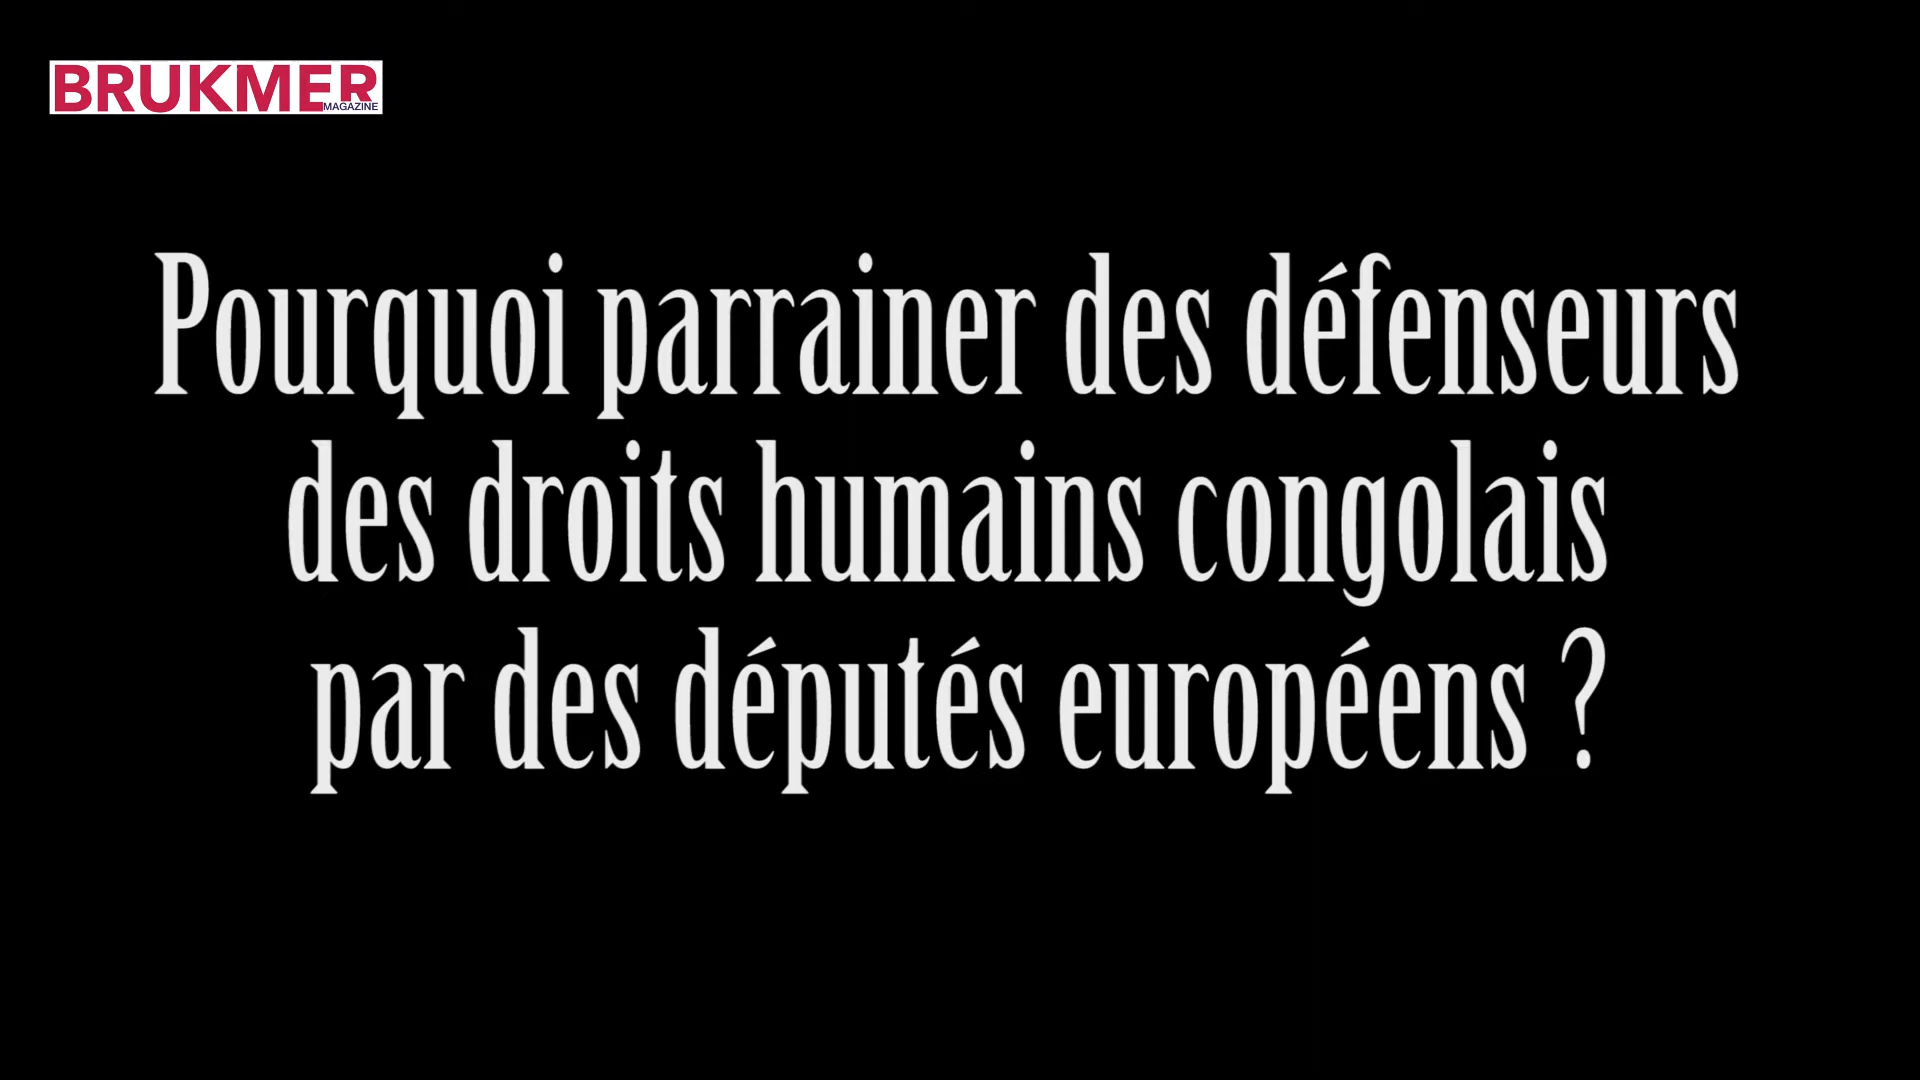 BRUKMER
MAGAZINE
Pourquoi parrainer des défenseurs
des droits humains congolais
par des députés européens ?